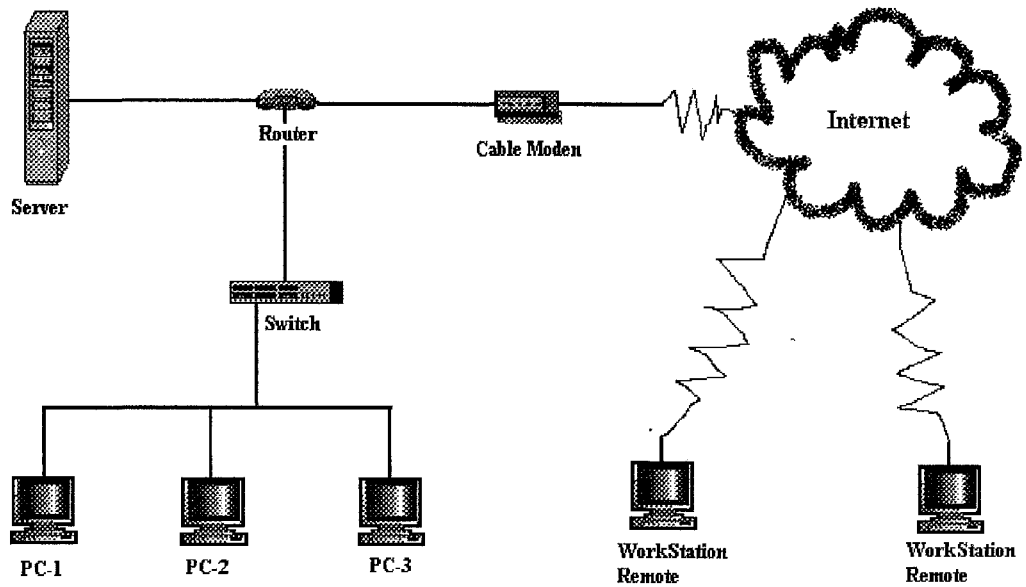 Internet
Router
Cable Moden
Server
Switch
PC-1
PC-2
PC-3
WorkStation
Remote
WorkStation
Remote